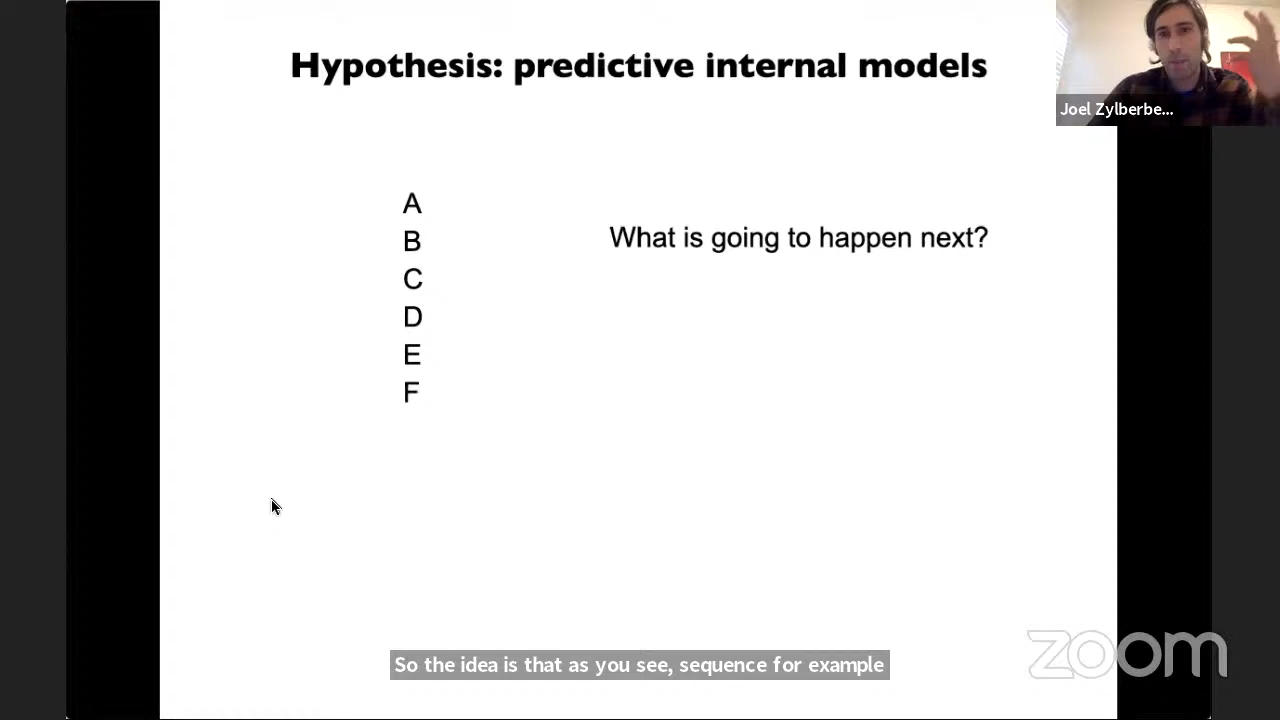 Hypothesis: predictive internal models
Joel Zylberbe...
A
B
C
D
E
F
What is going to happen next?
So the idea is that as you see, sequence for example
zoom